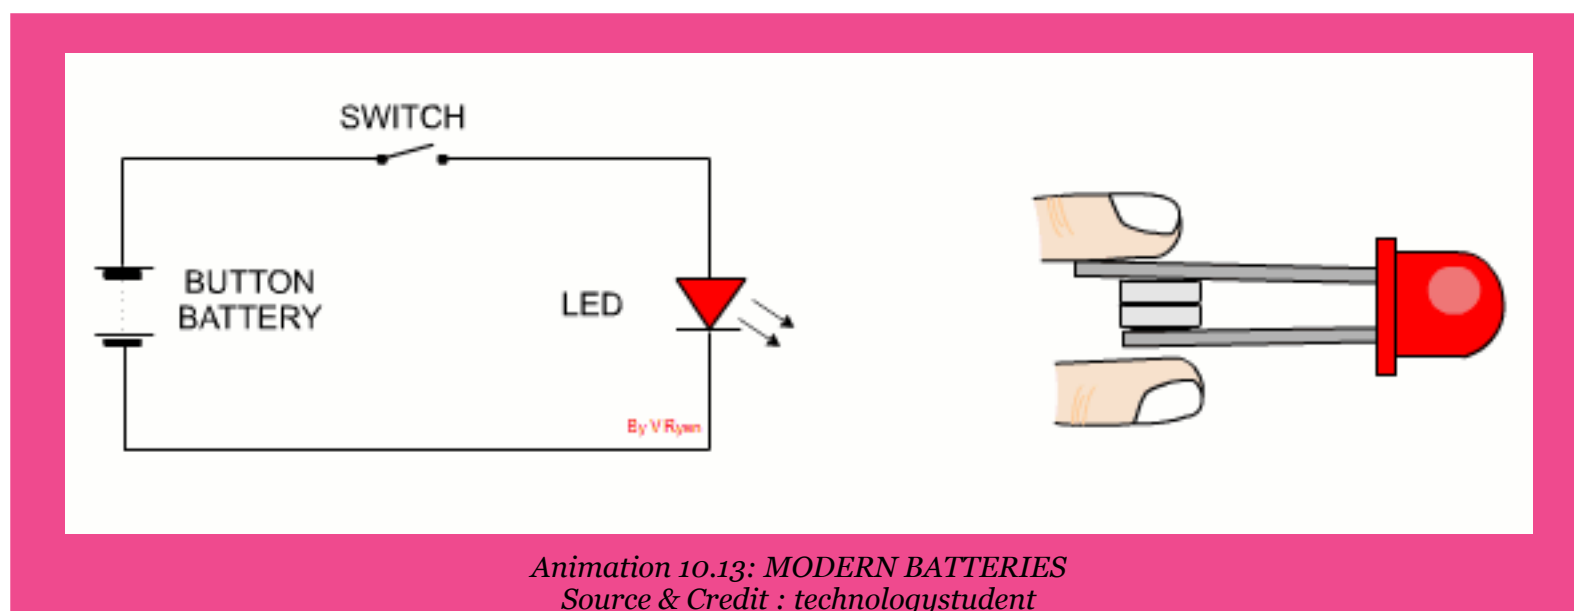 SWITCH
BUTTON
BATTERY
LED
By V Ryan
Animation 10.13: MODERN BATTERIES
Source & Credit : technologystudent